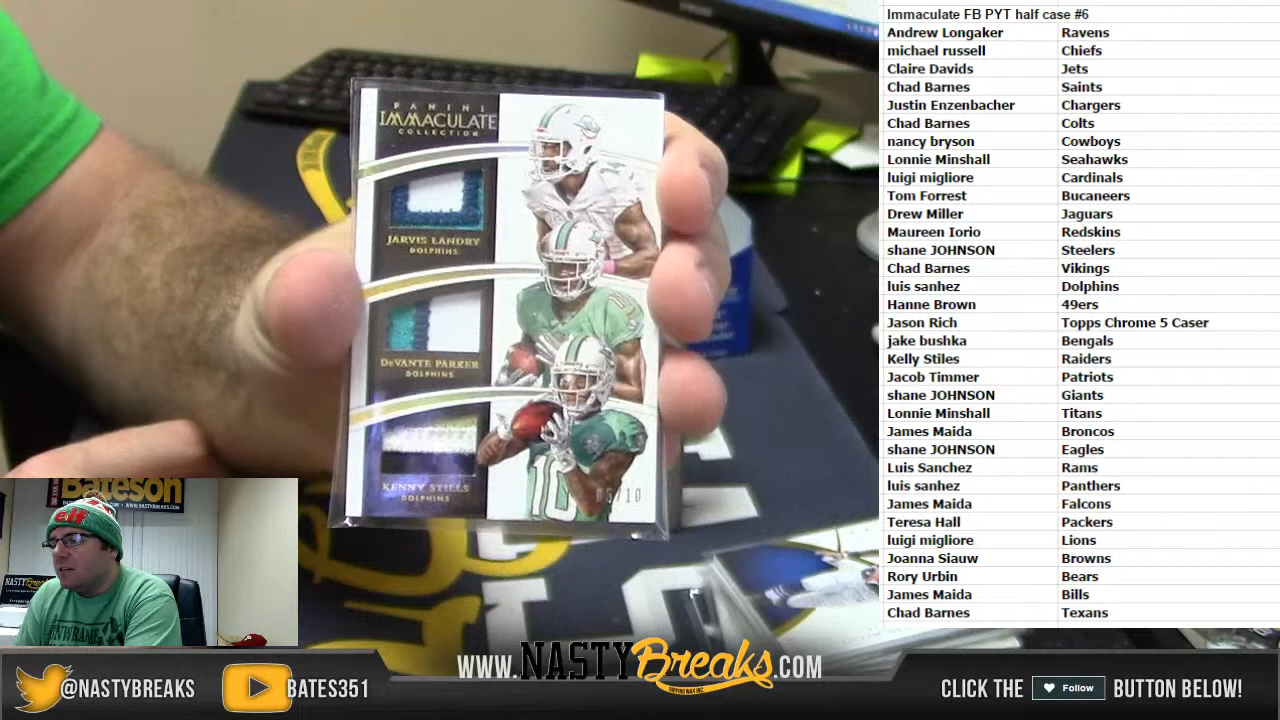 PANINI
IMMACULATE
COLLECTION
JARVIS LANDRY
DOLPHINS
DEVANTE PARKER
DOLPHINS
KENNY STILLS
DOLPHINS
10
Immaculate FB PYT half case #6
Andrew Longaker Ravens
michael russell Chiefs
Claire Davids Jets
Chad Barnes Saints
Justin Enzenbacher Chargers
Chad Barnes Colts
nancy bryson Cowboys
Lonnie Minshall Seahawks
luigi migliore Cardinals
Tom Forrest Bucaneers
Drew Miller Jaguars
Maureen Iorio Redskins
shane JOHNSON Steelers
Chad Barnes Vikings
luis sanhez Dolphins
Hanne Brown 49ers
Jason Rich Topps Chrome 5 Caser
jake bushka Bengals
Kelly Stiles Raiders
Jacob Timmer Patriots
shane JOHNSON Giants
Lonnie Minshall Titans
James Maida Broncos
shane JOHNSON Eagles
Luis Sanchez Rams
luis sanhez Panthers
James Maida Falcons
Teresa Hall Packers
luigi migliore Lions
Joanna Siauw Browns
Rory Urbin Bears
James Maida Bills
Chad Barnes Texans
Bateson
NASTY
@NASTYBREAKS
BATES351
WWW.NASTYBreaks.COM
RIPPING WAX INC.
CLICK THE Follow BUTTON BELOW!